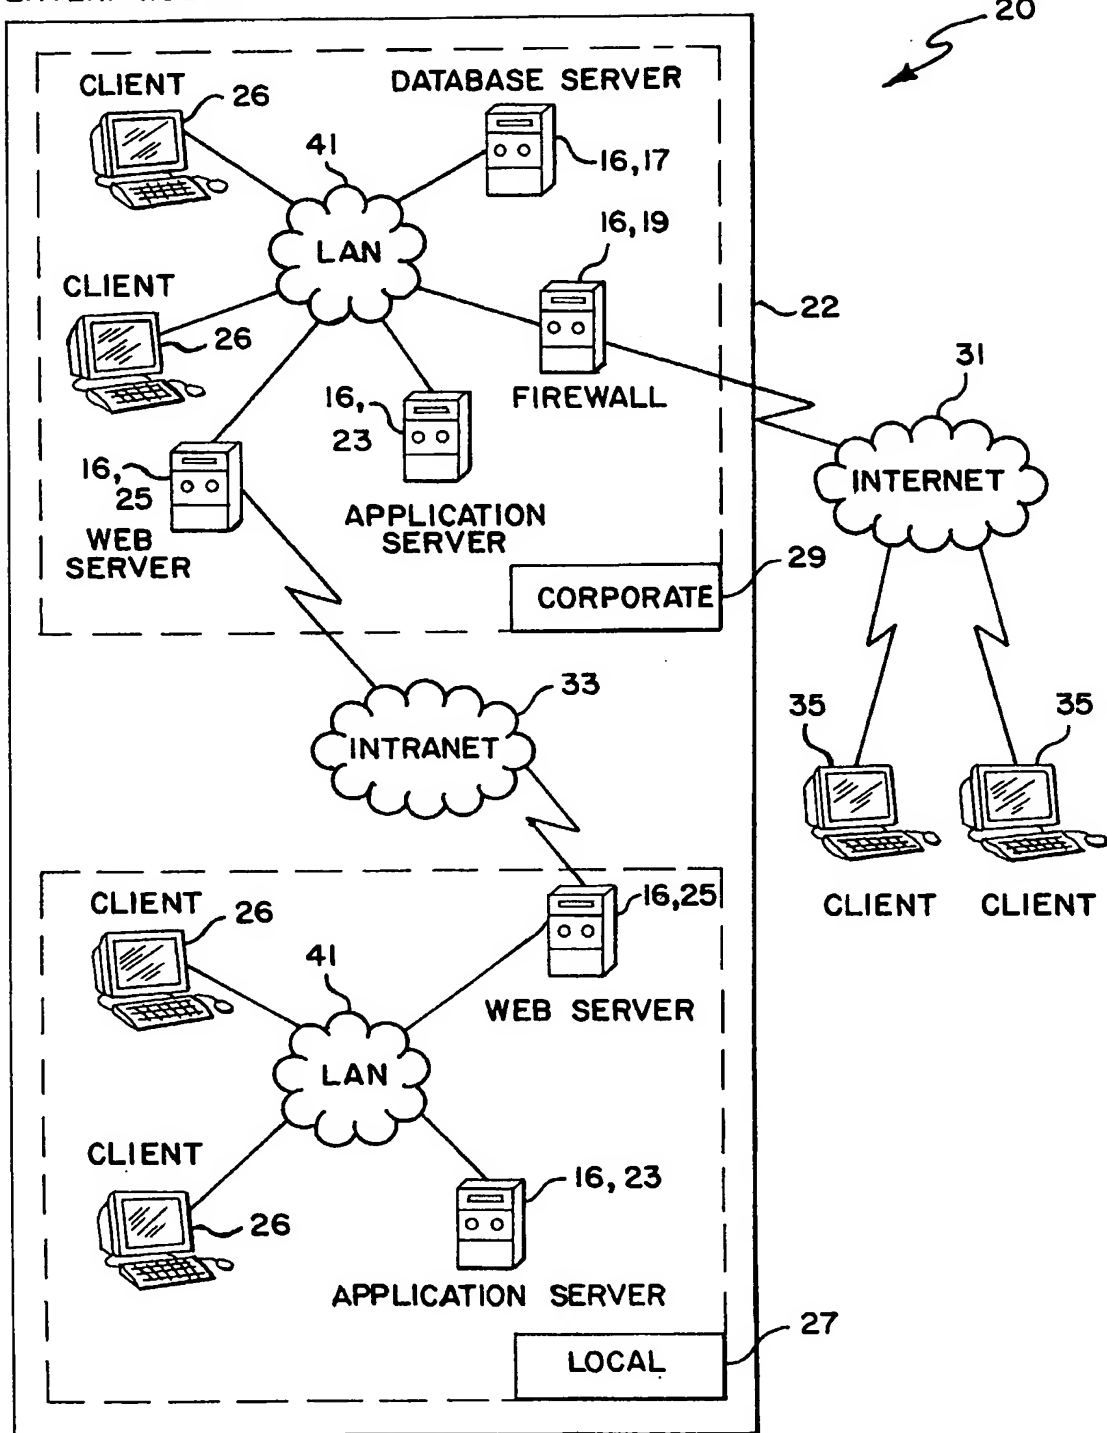 20
CLIENT
26
DATABASE SERVER
16,17
41
LAN
16,19
CLIENT
26
22
FIREWALL
31
INTERNET
16,
23
16,
25
WEB
SERVER
APPLICATION
SERVER
29
CORPORATE
33
INTRANET
35
35
CLIENT
CLIENT
CLIENT
26
16,25
41
WEB SERVER
LAN
CLIENT
26
16,23
APPLICATION SERVER
27
LOCAL